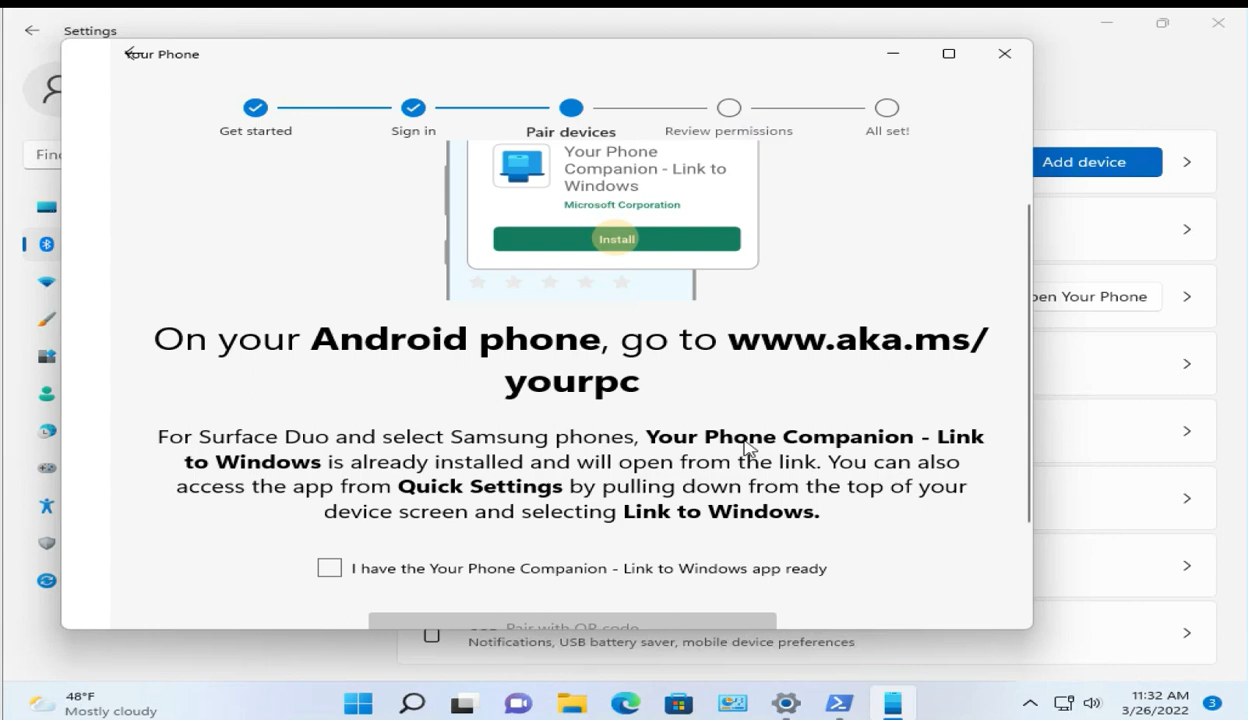 Settings
Your Phone
Get started
Sign in
Pair devices
Review permissions
All set!
Your Phone
Companion - Link to
Windows
Microsoft Corporation
Install
Add device
Open Your Phone
On your Android phone, go to www.aka.ms/
yourpc
For Surface Duo and select Samsung phones, Your Phone Companion - Link
to Windows is already installed and will open from the link. You can also
access the app from Quick Settings by pulling down from the top of your
device screen and selecting Link to Windows.
I have the Your Phone Companion - Link to Windows app ready
Pair with QR code
Notifications, USB battery saver, mobile device preferences
48°F
Mostly cloudy
11:32 AM
3/26/2022
3